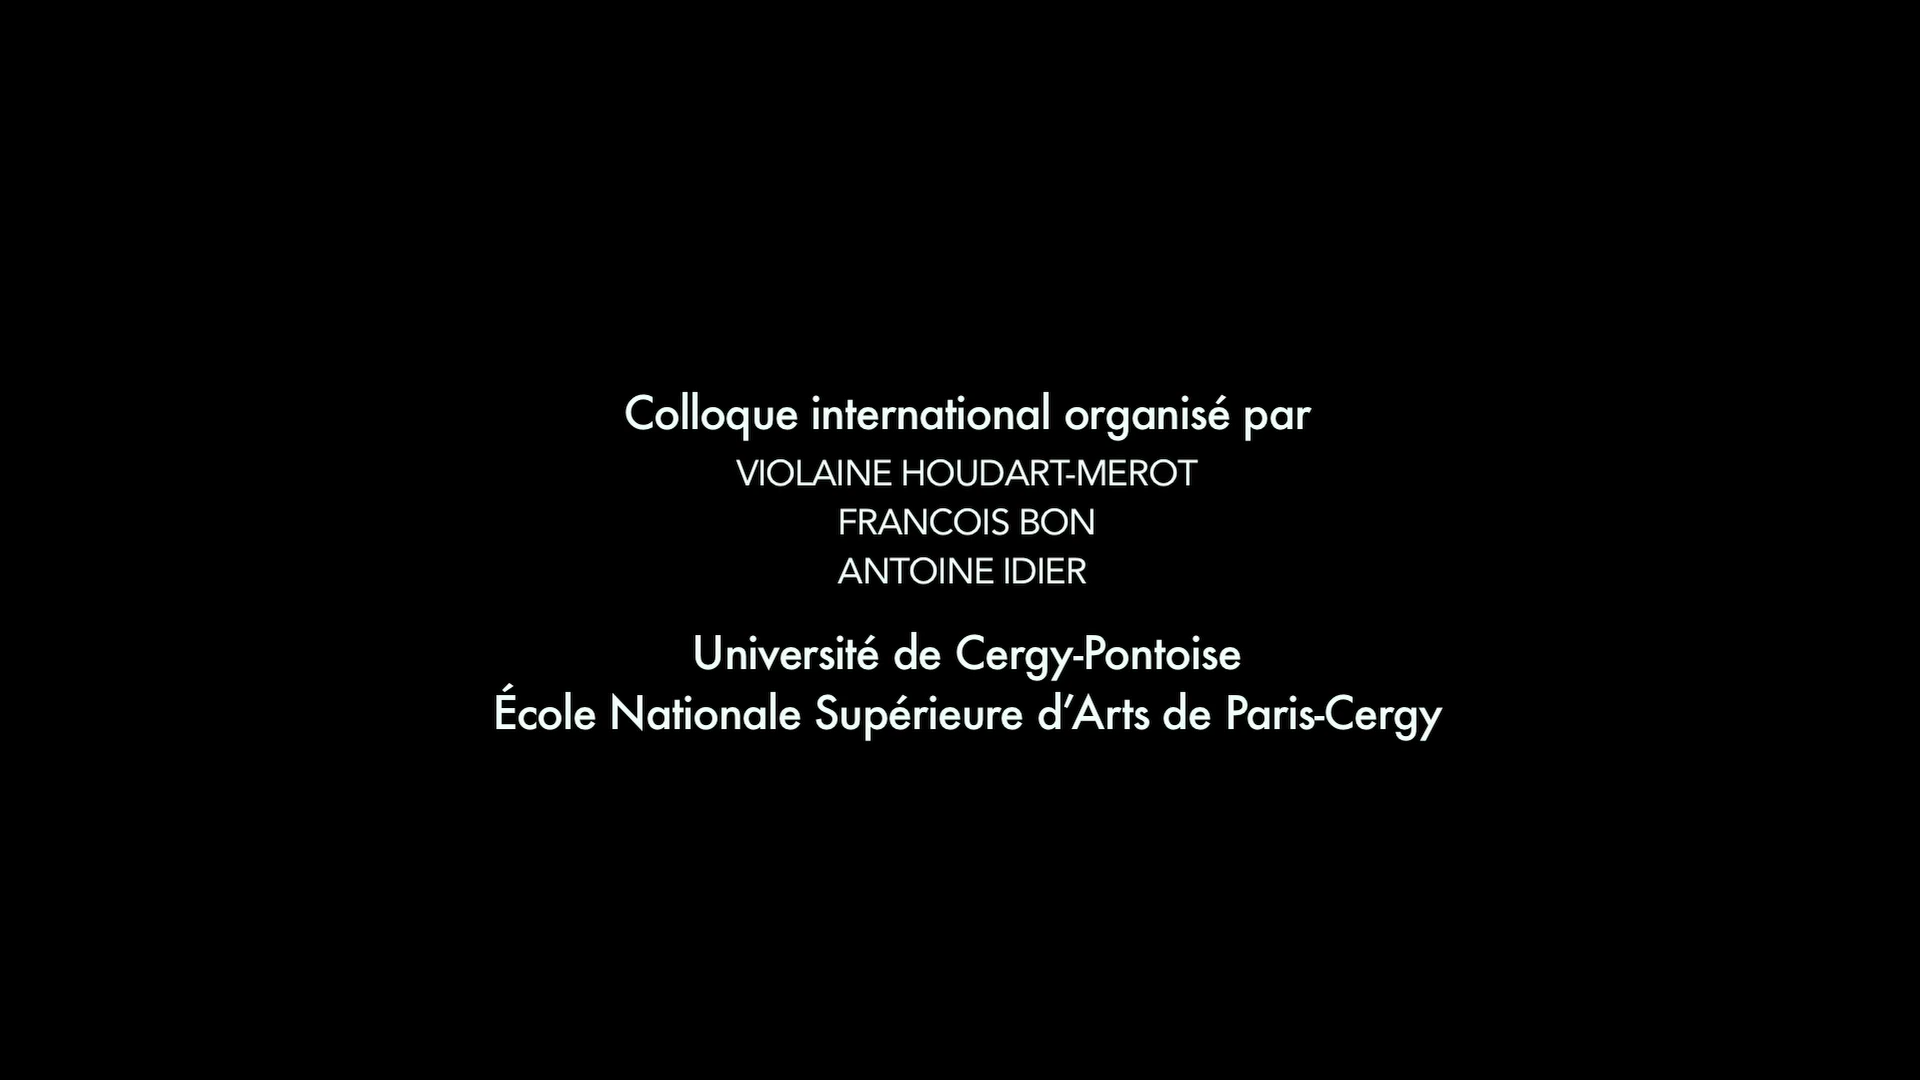 Colloque international organisé par
VIOLAINE HOUDART-MEROT
FRANCOIS BON
ANTOINE IDIER
Université de Cergy-Pontoise
École Nationale Supérieure d’Arts de Paris-Cergy